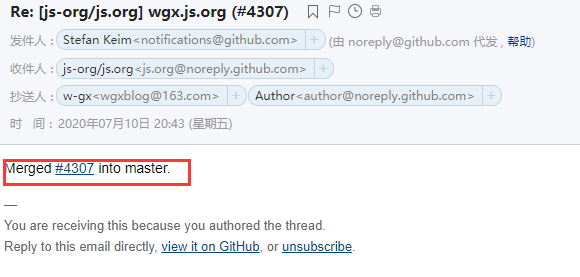 Re: [js-org/js.org] wgx.js.org (#4307)
发件人：Stefan Keim<notifications@github.com> + (由 noreply@github.com 代发，帮助)
收件人：js-org/js.org<js.org@noreply.github.com> +
抄送人：w-gx<wgxblog@163.com> + Author<author@noreply.github.com> +
时 间：2020年07月10日 20:43 (星期五)
Merged #4307 into master.
—
You are receiving this because you authored the thread.
Reply to this email directly, view it on GitHub, or unsubscribe.